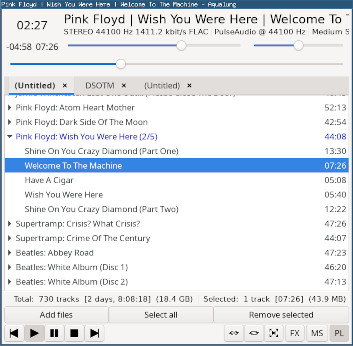 Pink Floyd | Wish You Were Here | Welcome To The Machine - Aqualung
02:27
Pink Floyd | Wish You Were Here | Welcome To T
STEREO 44100 Hz 1411.2 kbit/s FLAC PulseAudio @ 44100 Hz Medium S
-04:58 07:26
(Untitled) ×
DSOTM ×
(Untitled) ×
Pink Floyd: Atom Heart Mother 52:13
Pink Floyd: Dark Side Of The Moon 42:54
Pink Floyd: Wish You Were Here (2/5) 44:08
Shine On You Crazy Diamond (Part One) 13:30
Welcome To The Machine 07:26
Have A Cigar 05:08
Wish You Were Here 05:40
Shine On You Crazy Diamond (Part Two) 12:22
Supertramp: Crisis? What Crisis? 47:26
Supertramp: Crime Of The Century 44:07
Beatles: Abbey Road 47:23
Beatles: White Album (Disc 1) 46:20
Beatles: White Album (Disc 2) 47:13
Total: 730 tracks [2 days, 8:08:18] (18.4 GB) Selected: 1 track [07:26] (43.9 MB)
Add files
Select all
Remove selected
FX
MS
PL